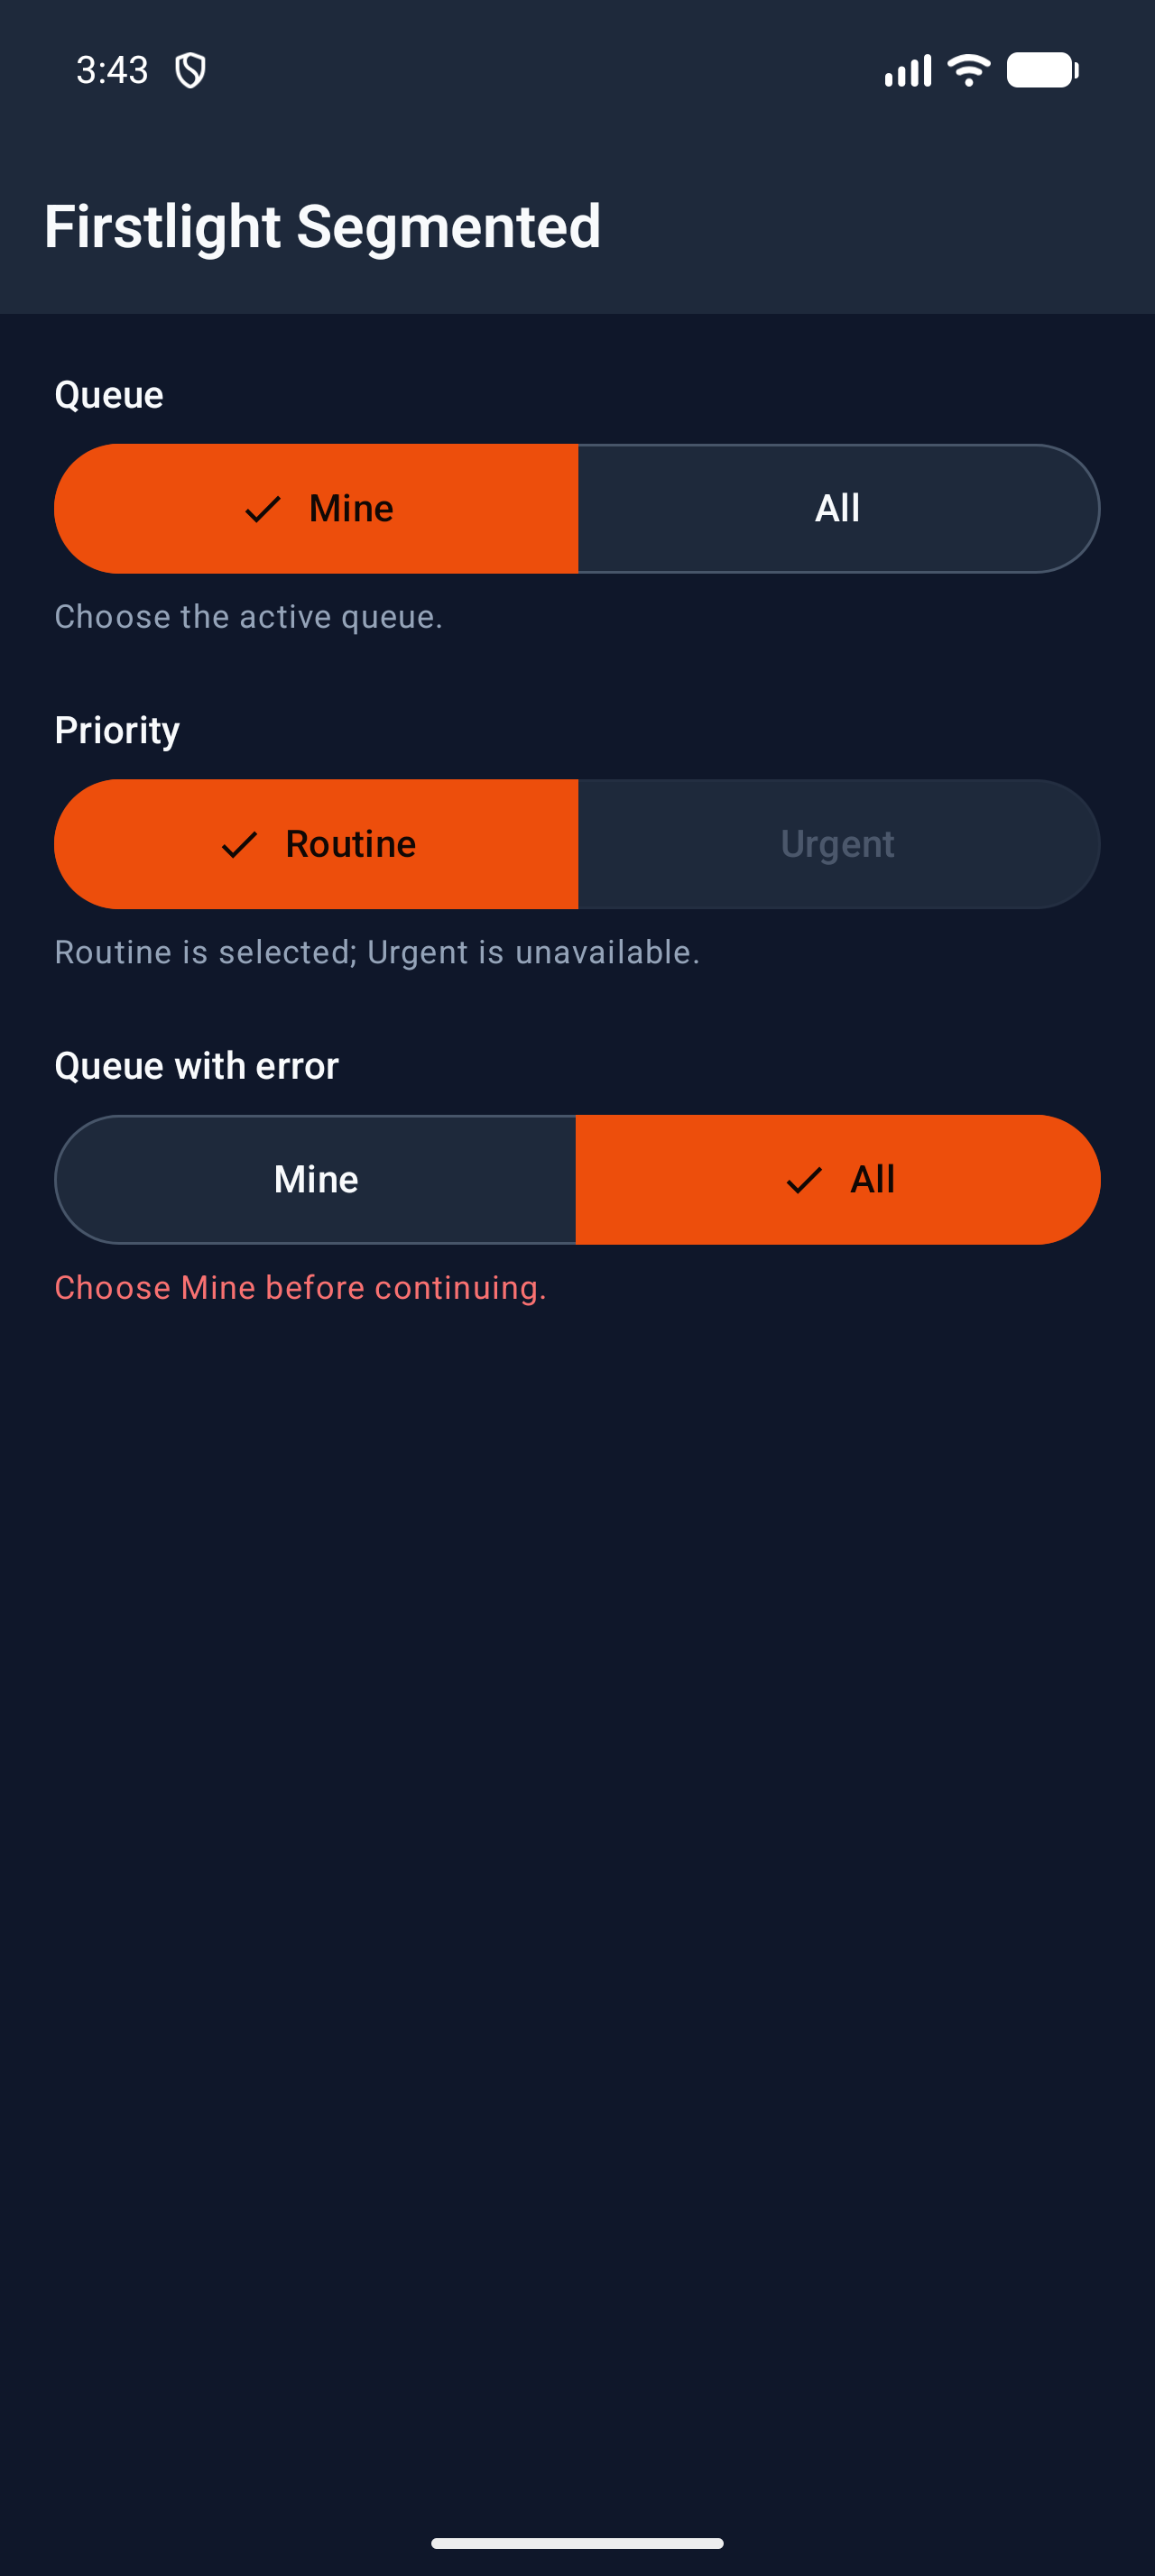 3:43
Firstlight Segmented
Queue
Mine All
Choose the active queue.
Priority
Routine Urgent
Routine is selected; Urgent is unavailable.
Queue with error
Mine All
Choose Mine before continuing.